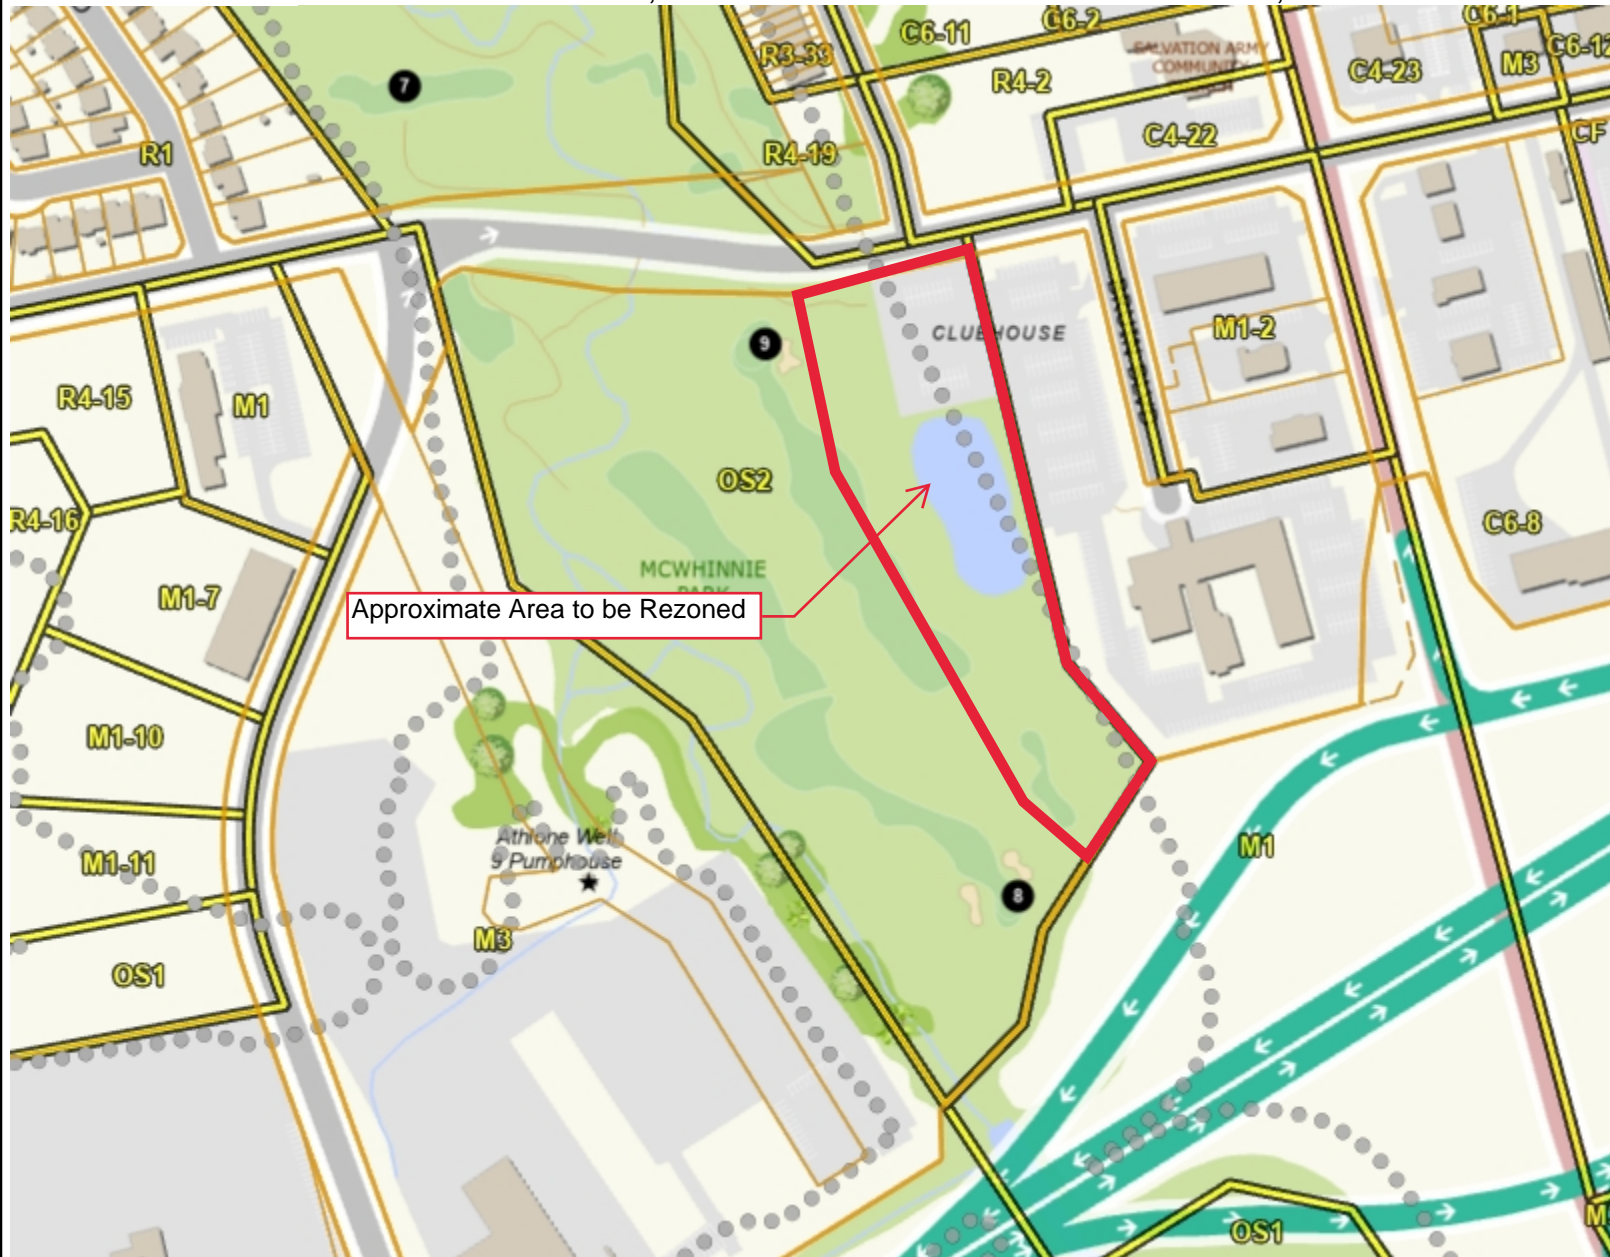 C6-11
C6-2
C6-1
R3-33
SALVATION ARMY
COMMUNITY
C6-12
M3
R4-2
C4-23
7
C4-22
CF
R1
R4-19
CLUBHOUSE
M1-2
9
R4-15
M1
OS2
R4-16
C6-8
MCWHINNIE
PARK
M1-7
Approximate Area to be Rezoned
M1-10
Athlone Well
9 Pumphouse
M1
M1-11
8
M3
OS1
OS1